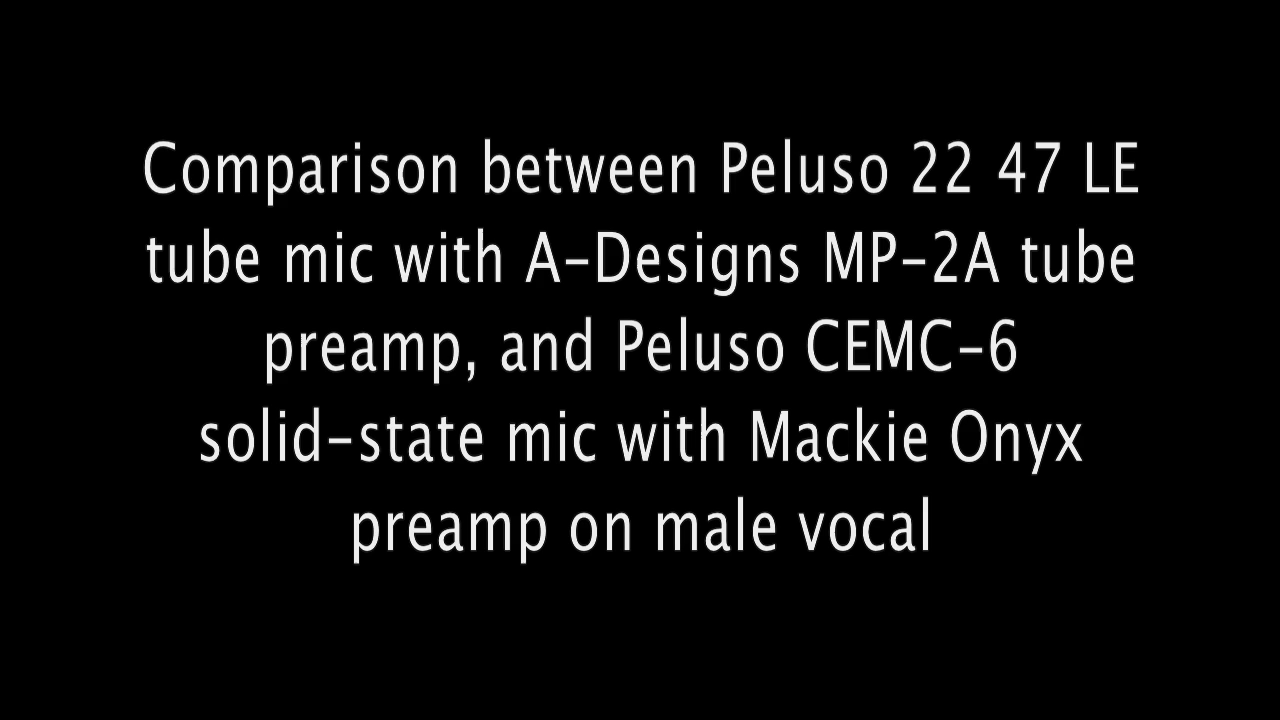 Comparison between Peluso 22 47 LE
tube mic with A-Designs MP-2A tube
preamp, and Peluso CEMC-6
solid-state mic with Mackie Onyx
preamp on male vocal